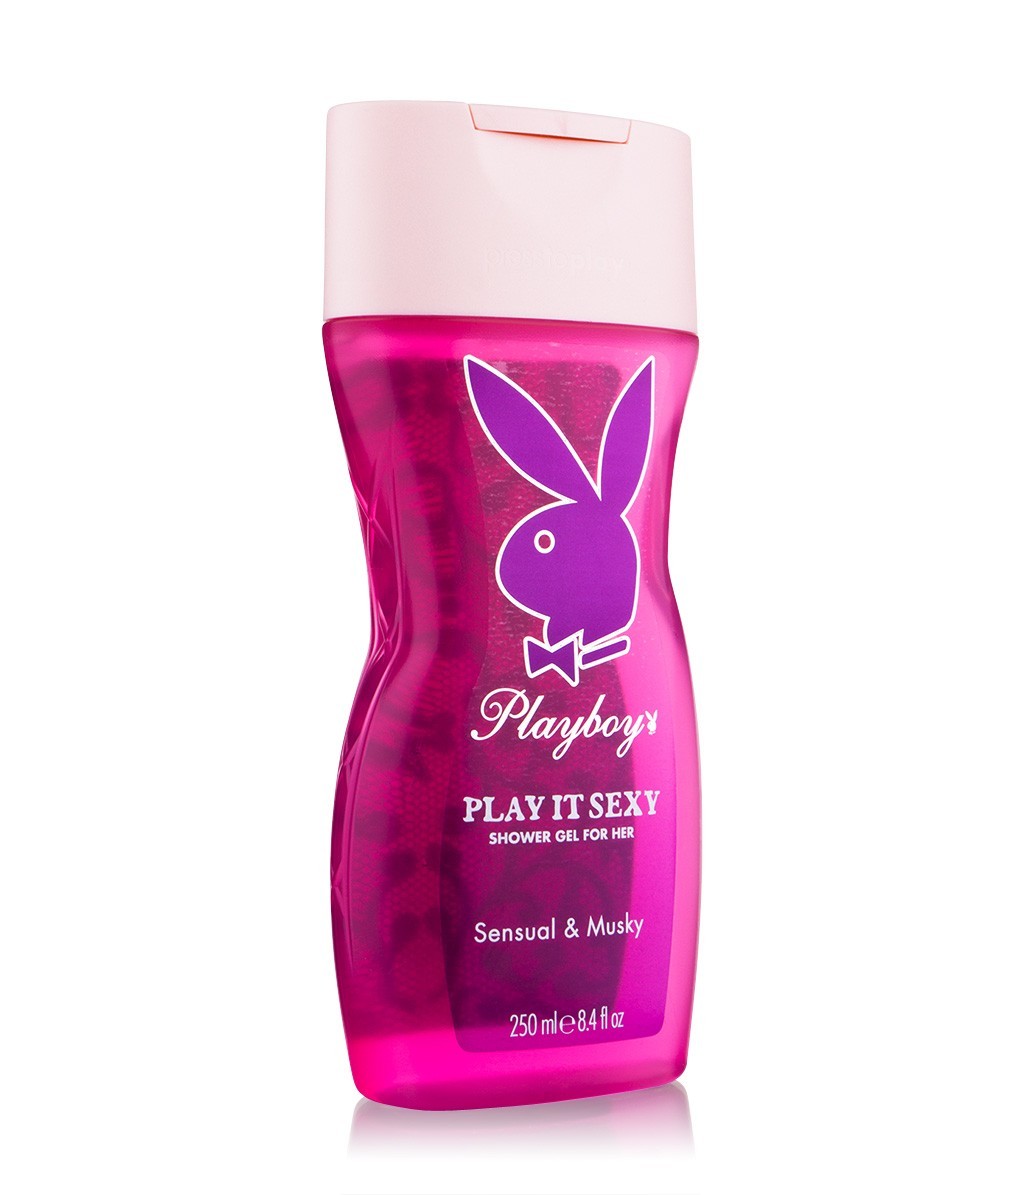 Playboy
PLAY IT SEXY
SHOWER GEL FOR HER
Sensual & Musky
250 ml ℮ 8.4 fl oz